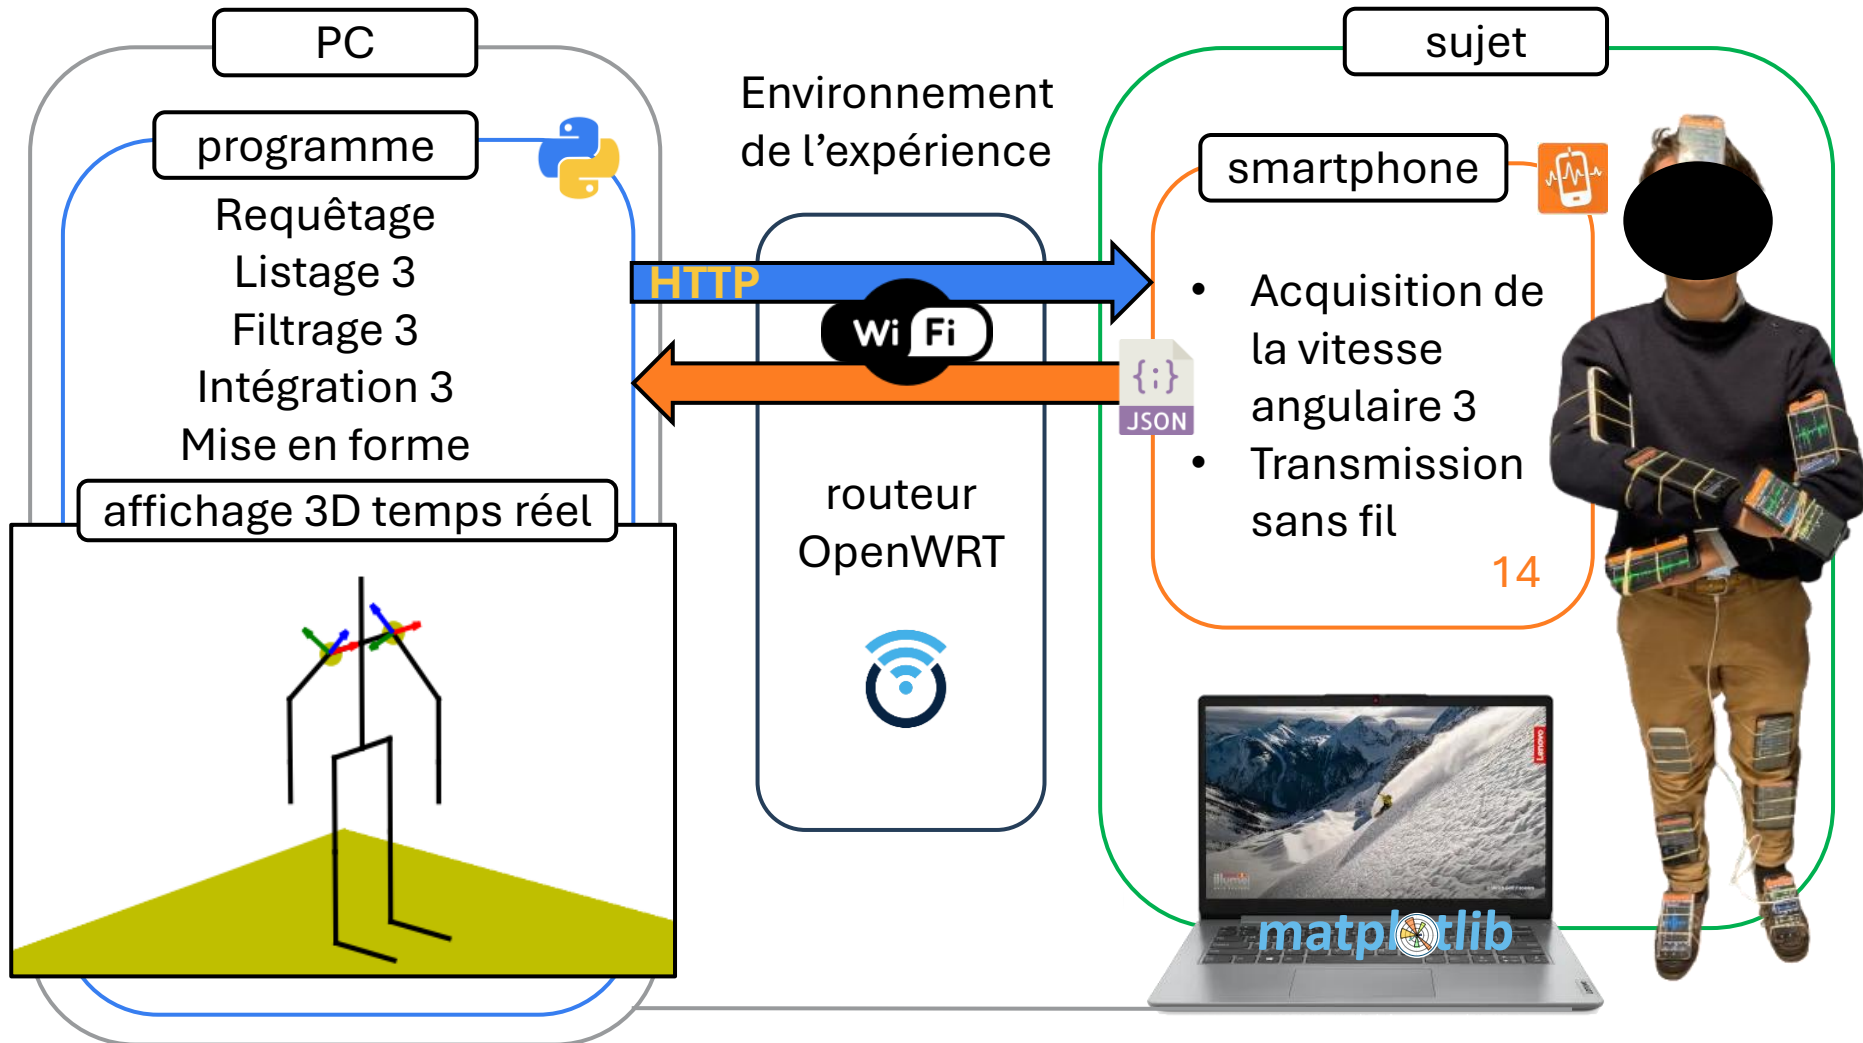 PC
programme
Requêtage
Listage 3
Filtrage 3
Intégration 3
Mise en forme
affichage 3D temps réel
Environnement
de l’expérience
HTTP
Wi Fi
routeur
OpenWRT
sujet
smartphone
{;}
JSON
• Acquisition de
la vitesse
angulaire 3
• Transmission
sans fil
14
Lenovo
matplotlib